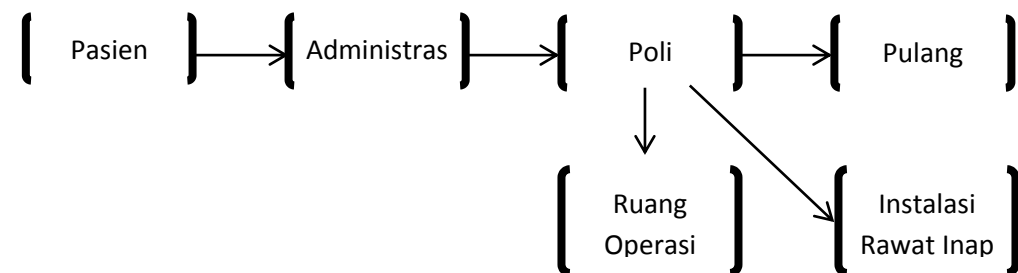 Pasien
Administras
Poli
Pulang
Ruang
Operasi
Instalasi
Rawat Inap